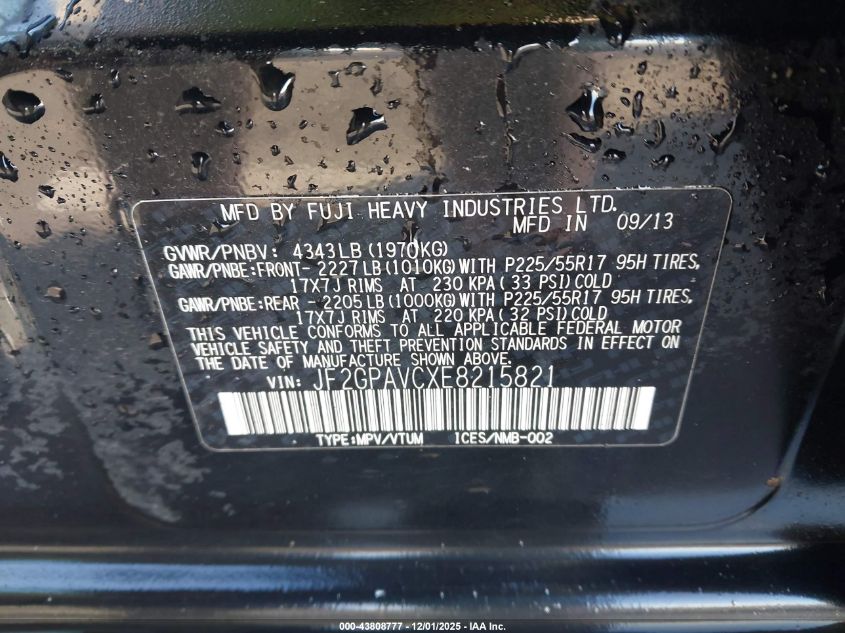 MFD BY FUJI HEAVY INDUSTRIES LTD.
MFD IN 09/13
GVWR/PNBV: 4343LB(1970KG)
GAWR/PNBE:FRONT- 2227LB(1010KG)WITH P225/55R17 95H TIRES,
17X7J RIMS AT 230 KPA(33 PSI)COLD
GAWR/PNBE:REAR - 2205LB(1000KG)WITH P225/55R17 95H TIRES,
17X7J RIMS AT 220 KPA(32 PSI)COLD
THIS VEHICLE CONFORMS TO ALL APPLICABLE FEDERAL MOTOR
VEHICLE SAFETY AND THEFT PREVENTION STANDARDS IN EFFECT ON
THE DATE OF MANUFACTURE SHOWN ABOVE.
VIN: JF2GPAVCXE8215821
TYPE:MPV/VTUM ICES/NMB-002
000-43808777 - 12/01/2025 - IAA Inc.